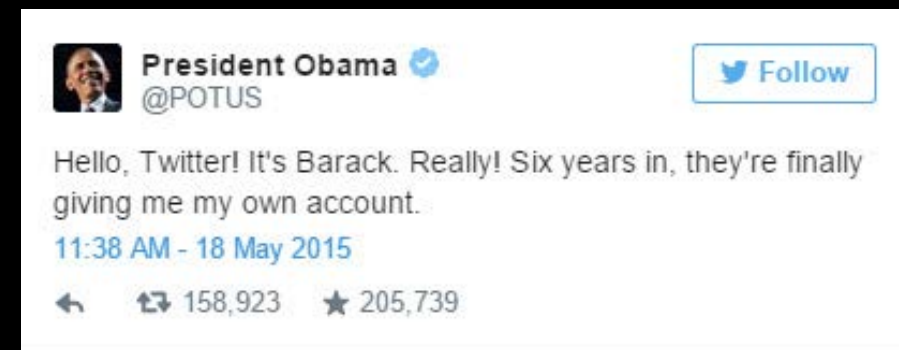 President Obama
@POTUS
Follow
Hello, Twitter! It's Barack. Really! Six years in, they're finally
giving me my own account.
11:38 AM - 18 May 2015
158,923 205,739